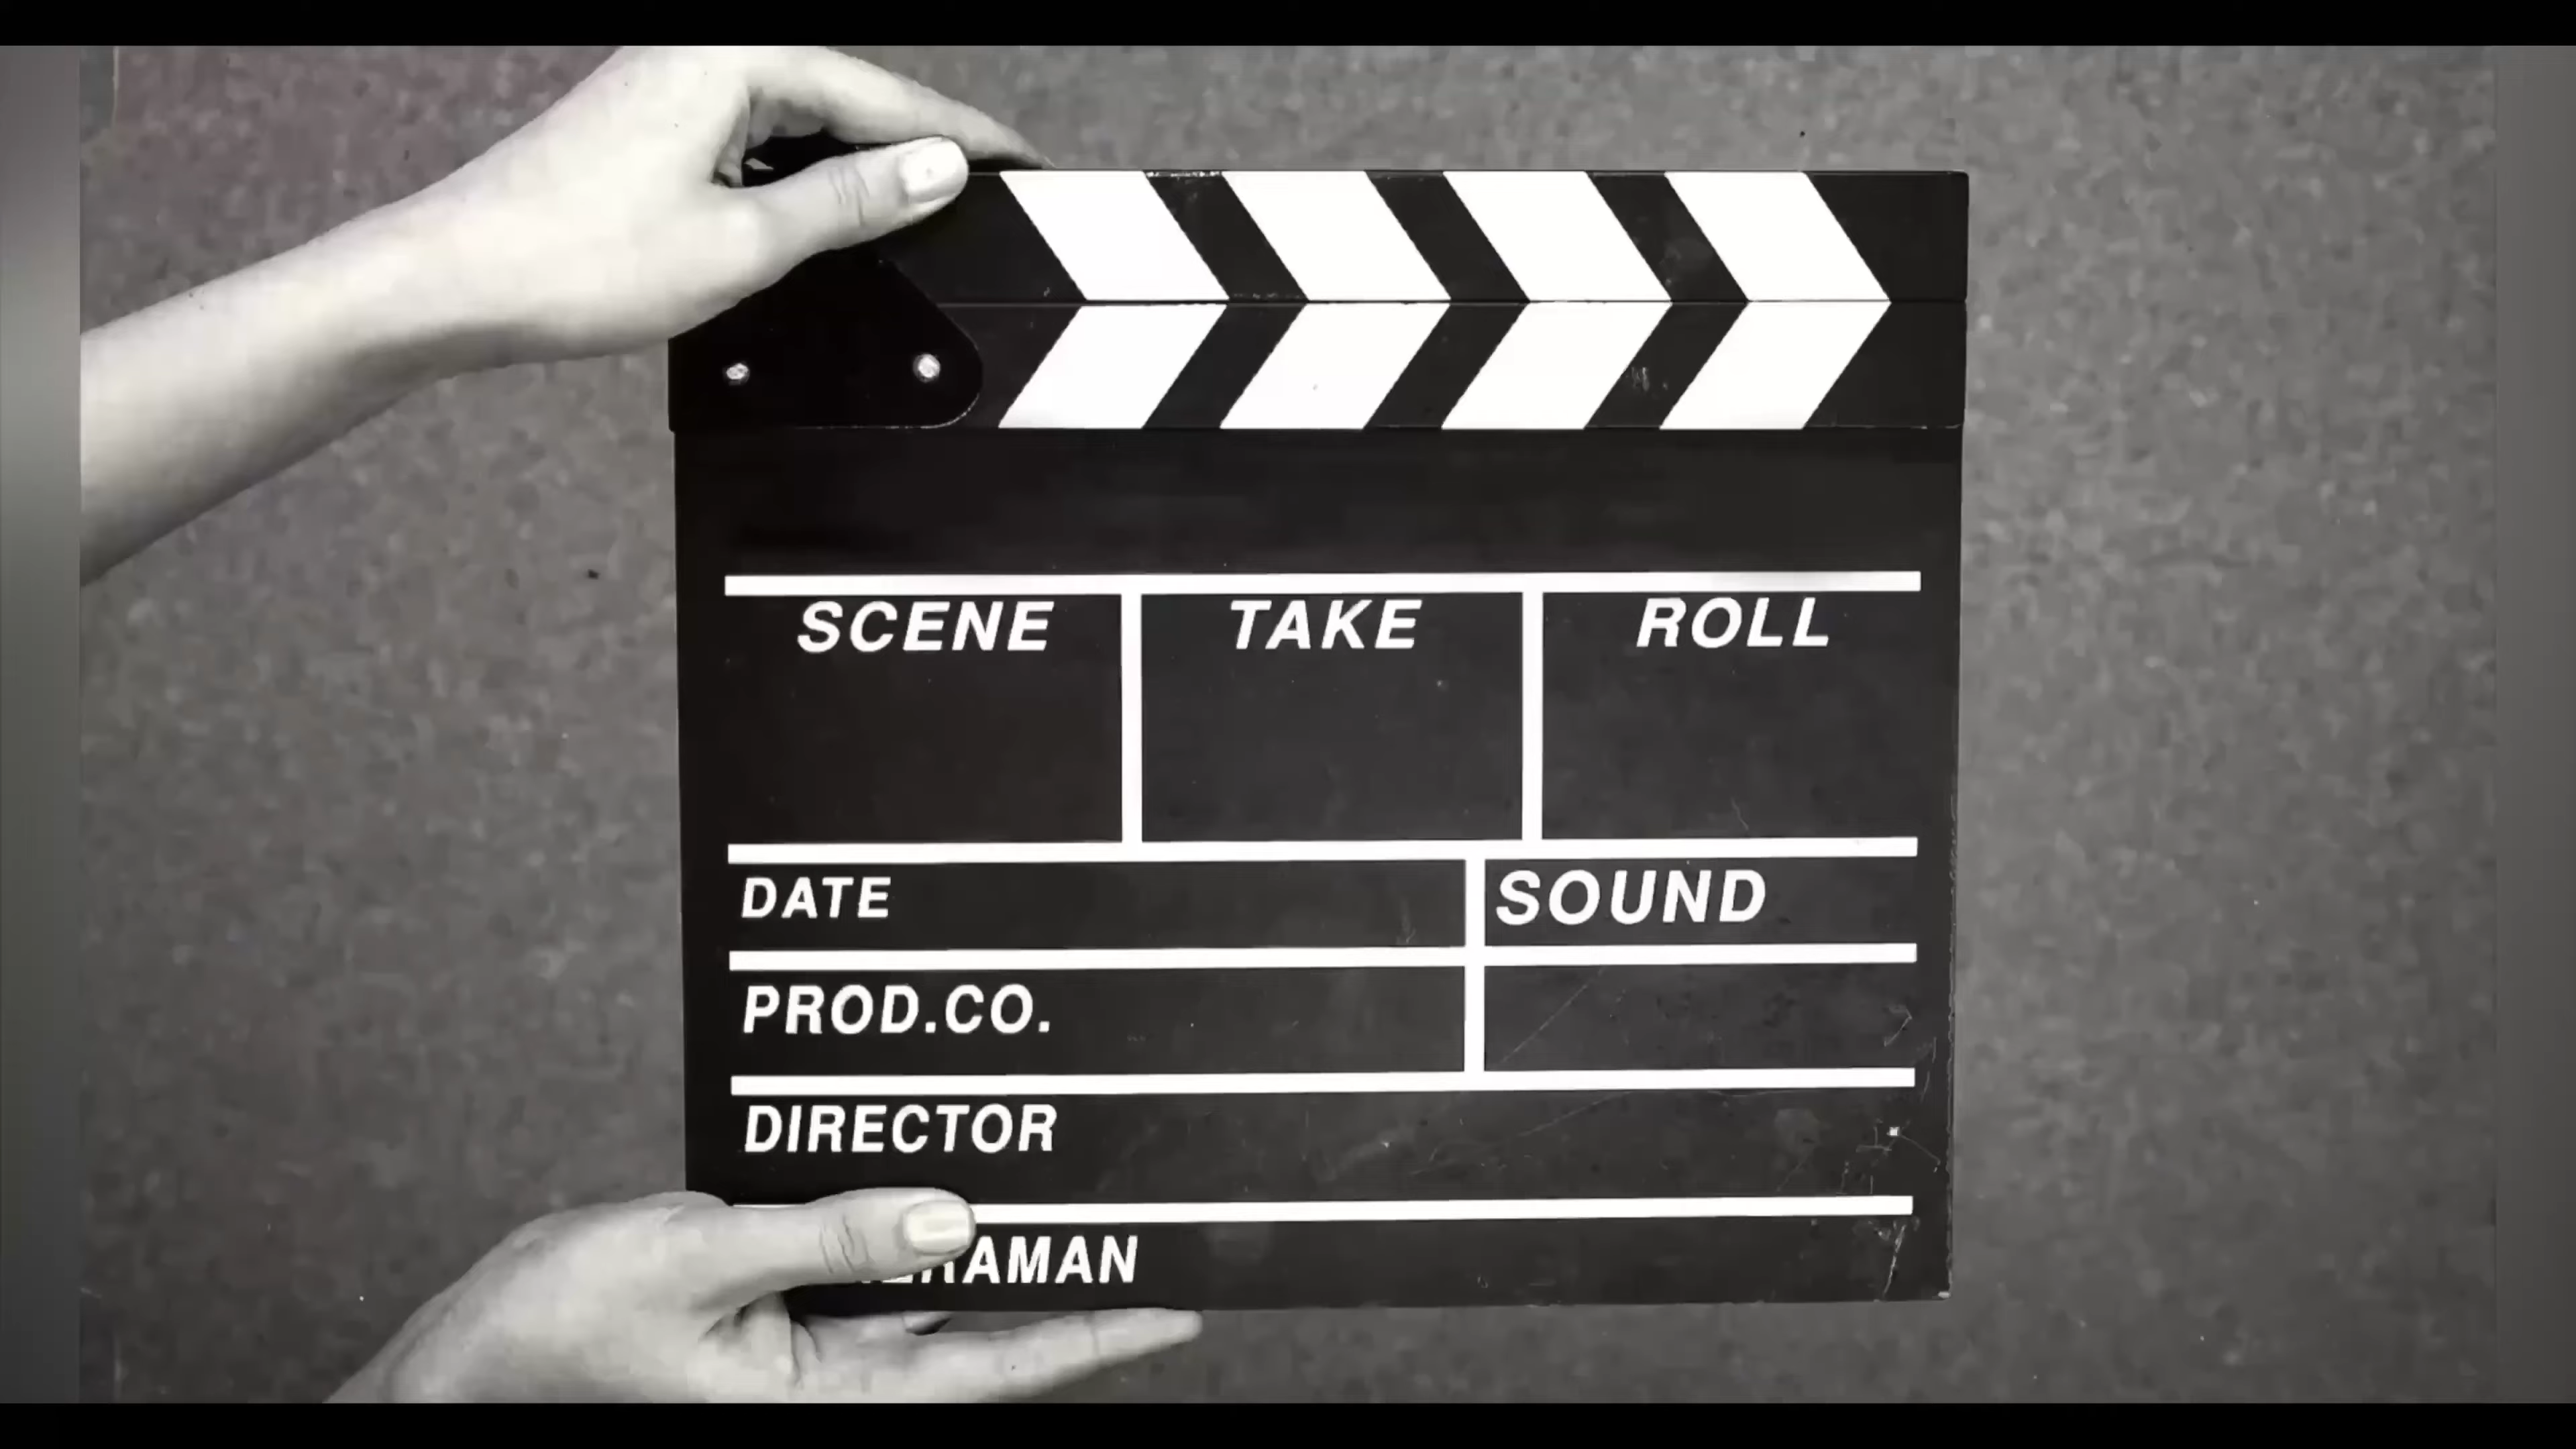 SCENE TAKE ROLL
DATE SOUND
PROD.CO.
DIRECTOR